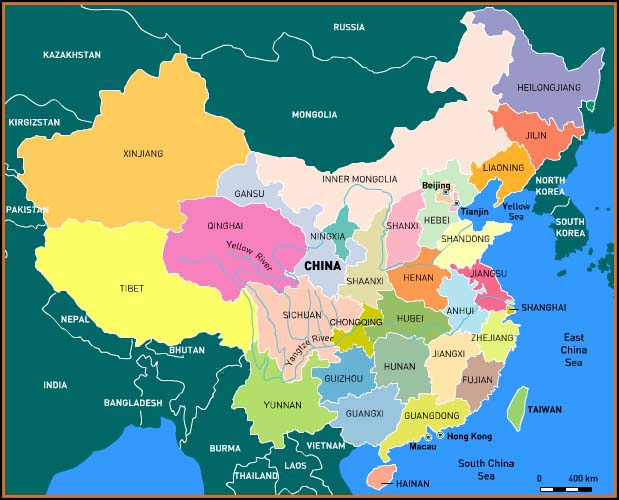 RUSSIA
KAZAKHSTAN
HEILONGJIANG
MONGOLIA
KIRGIZSTAN
JILIN
XINJIANG
LIAONING
INNER MONGOLIA
Beijing
NORTH
KOREA
GANSU
PAKISTAN
Tianjin
Yellow
Sea
HEBEI
QINGHAI
NINGXIA
SHANXI
SOUTH
KOREA
SHANDONG
Yellow River
CHINA
JIANGSU
HENAN
SHAANXI
TIBET
SHANGHAI
ANHUI
SICHUAN
CHONGQING
HUBEI
NEPAL
ZHEJIANG
East
China
Sea
BHUTAN
Yangtze River
JIANGXI
HUNAN
INDIA
GUIZHOU
FUJIAN
BANGLADESH
YUNNAN
TAIWAN
GUANGXI
GUANGDONG
Hong Kong
Macau
BURMA
VIETNAM
LAOS
THAILAND
South China
Sea
HAINAN
0 400 km